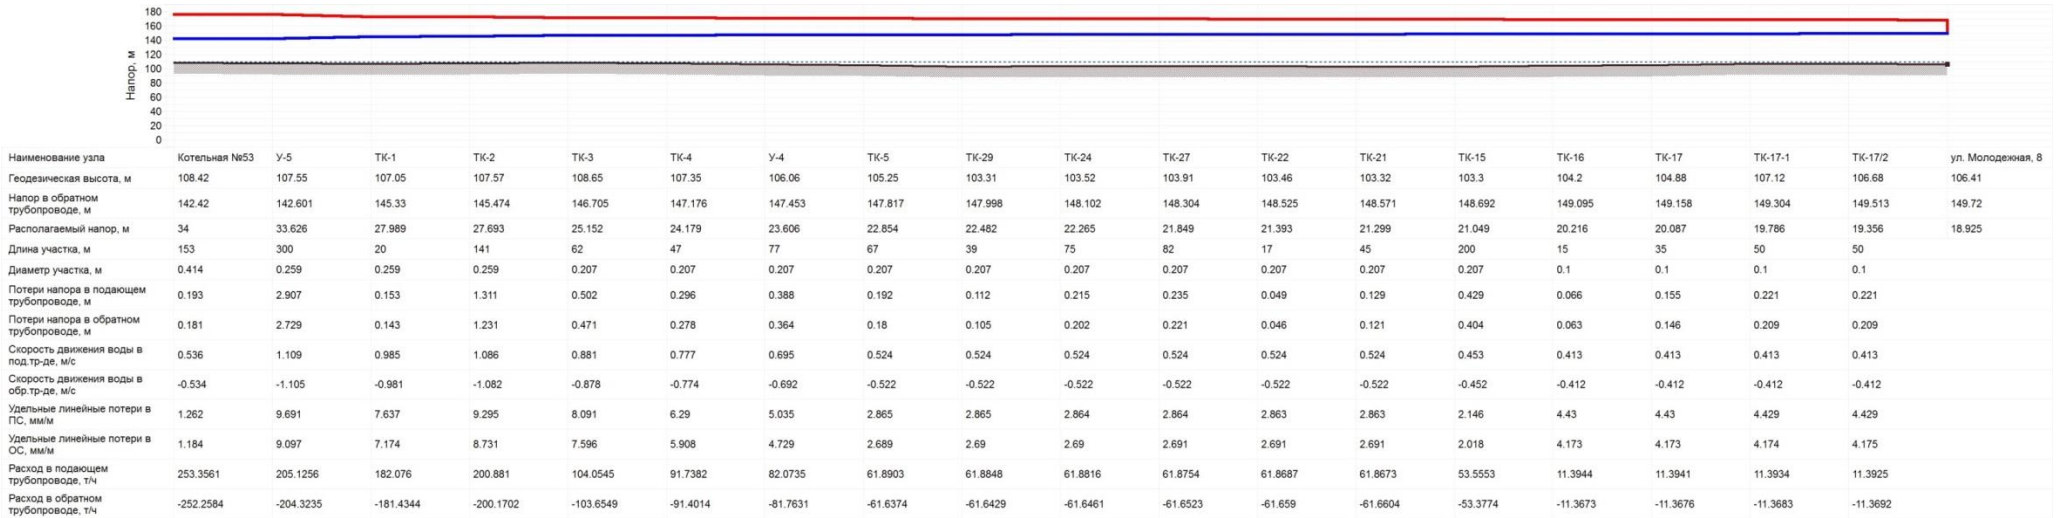 180
160
140
120
100
80
60
40
20
0
Напор, м
Наименование узла Котельная №53 У-5 ТК-1 ТК-2 ТК-3 ТК-4 У-4 ТК-5 ТК-29 ТК-24 ТК-27 ТК-22 ТК-21 ТК-15 ТК-16 ТК-17 ТК-17-1 ТК-17/2 ул. Молодежная, 8
Геодезическая высота, м 108.42 107.55 107.05 107.57 108.65 107.35 106.06 105.25 103.31 103.52 103.91 103.46 103.32 103.3 104.2 104.88 107.12 106.68 106.41
Напор в обратном
трубопроводе, м 142.42 142.601 145.33 145.474 146.705 147.176 147.453 147.817 147.998 148.102 148.304 148.525 148.571 148.692 149.095 149.158 149.304 149.513 149.72
Располагаемый напор, м 34 33.626 27.989 27.693 25.152 24.179 23.606 22.854 22.482 22.265 21.849 21.393 21.299 21.049 20.216 20.087 19.786 19.356 18.925
Длина участка, м 153 300 20 141 62 47 77 67 39 75 82 17 45 200 15 35 50 50
Диаметр участка, м 0.414 0.259 0.259 0.259 0.207 0.207 0.207 0.207 0.207 0.207 0.207 0.207 0.207 0.207 0.1 0.1 0.1 0.1
Потери напора в подающем
трубопроводе, м 0.193 2.907 0.153 1.311 0.502 0.296 0.388 0.192 0.112 0.215 0.235 0.049 0.129 0.429 0.066 0.155 0.221 0.221
Потери напора в обратном
трубопроводе, м 0.181 2.729 0.143 1.231 0.471 0.278 0.364 0.18 0.105 0.202 0.221 0.046 0.121 0.404 0.063 0.146 0.209 0.209
Скорость движения воды в
под.тр-де, м/с 0.536 1.109 0.985 1.086 0.881 0.777 0.695 0.524 0.524 0.524 0.524 0.524 0.524 0.453 0.413 0.413 0.413 0.413
Скорость движения воды в
обр.тр-де, м/с -0.534 -1.105 -0.981 -1.082 -0.878 -0.774 -0.692 -0.522 -0.522 -0.522 -0.522 -0.522 -0.522 -0.452 -0.412 -0.412 -0.412 -0.412
Удельные линейные потери в
ПС, мм/м 1.262 9.691 7.637 9.295 8.091 6.29 5.035 2.865 2.865 2.864 2.864 2.863 2.863 2.146 4.43 4.43 4.429 4.429
Удельные линейные потери в
ОС, мм/м 1.184 9.097 7.174 8.731 7.596 5.908 4.729 2.689 2.69 2.69 2.691 2.691 2.691 2.018 4.173 4.173 4.174 4.175
Расход в подающем
трубопроводе, т/ч 253.3561 205.1256 182.076 200.881 104.0545 91.7382 82.0735 61.8903 61.8848 61.8816 61.8754 61.8687 61.8673 53.5553 11.3944 11.3941 11.3934 11.3925
Расход в обратном
трубопроводе, т/ч -252.2584 -204.3235 -181.4344 -200.1702 -103.6549 -91.4014 -81.7631 -61.6374 -61.6429 -61.6461 -61.6523 -61.659 -61.6604 -53.3774 -11.3673 -11.3676 -11.3683 -11.3692